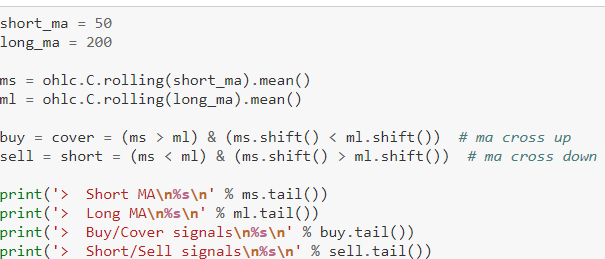 short_ma = 50
long_ma = 200
ms = ohlc.C.rolling(short_ma).mean()
ml = ohlc.C.rolling(long_ma).mean()
buy = cover = (ms > ml) & (ms.shift() < ml.shift())  # ma cross up
sell = short = (ms < ml) & (ms.shift() > ml.shift())  # ma cross down
print('>  Short MA\n%s\n' % ms.tail())
print('>  Long MA\n%s\n' % ml.tail())
print('>  Buy/Cover signals\n%s\n' % buy.tail())
print('>  Short/Sell signals\n%s\n' % sell.tail())